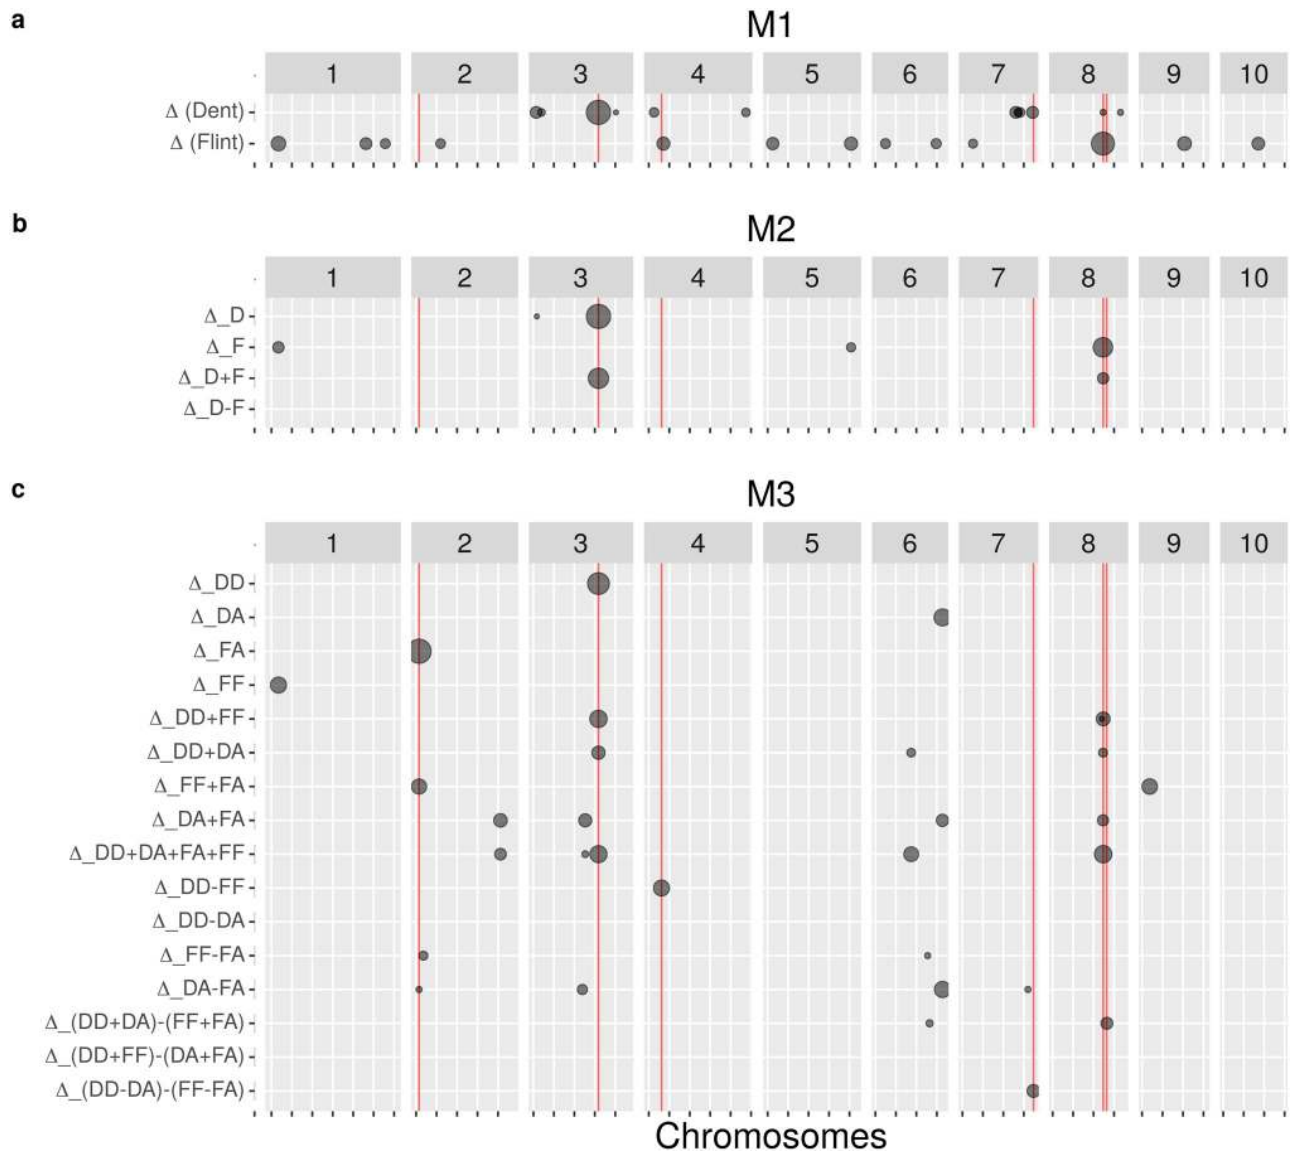 a
M1
1 2 3 4 5 6 7 8 9 10
Δ (Dent)
Δ (Flint)
b
M2
1 2 3 4 5 6 7 8 9 10
Δ_D
Δ_F
Δ_D+F
Δ_D-F
c
M3
1 2 3 4 5 6 7 8 9 10
Δ_DD
Δ_DA
Δ_FA
Δ_FF
Δ_DD+FF
Δ_DD+DA
Δ_FF+FA
Δ_DA+FA
Δ_DD+DA+FA+FF
Δ_DD-FF
Δ_DD-DA
Δ_FF-FA
Δ_DA-FA
Δ_(DD+DA)-(FF+FA)
Δ_(DD+FF)-(DA+FA)
Δ_(DD-DA)-(FF-FA)
Chromosomes